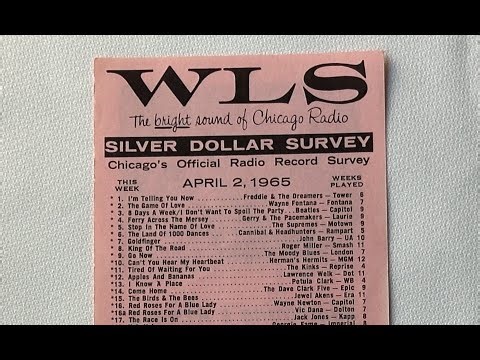 WLS
The bright sound of Chicago Radio
SILVER DOLLAR SURVEY
Chicago's Official Radio Record Survey
THIS WEEK APRIL 2, 1965 WEEKS PLAYED
* 1. I'm Telling You Now Freddie & The Dreamers — Tower 6
* 2. The Game Of Love Wayne Fontana — Fontana 7
* 3. 8 Days A Week/I Don't Want To Spoil The Party...Beatles — Capitol 9
* 4. Ferry Across The Mersey Gerry & The Pacemakers — Laurie 9
* 5. Stop In The Name Of Love The Supremes — Motown 9
* 6. The Land Of 1000 Dances Cannibal & Headhunters — Rampart 5
* 7. Goldfinger John Barry — UA 10
* 8. King Of The Road Roger Miller — Smash 11
* 9. Go Now The Moody Blues — London 7
*10. Can't You Hear My Heartbeat Herman's Hermits — MGM 12
*11. Tired Of Waiting For You The Kinks — Reprise 4
*12. Apples And Bananas Lawrence Welk — Dot 11
*13. I Know A Place Petula Clark — WB 4
*14. Come Home The Dave Clark Five — Epic 9
*15. The Birds & The Bees Jewel Akens — Era 11
*16. Red Roses For A Blue Lady Wayne Newton — Capitol 7
*16a Red Roses For A Blue Lady Vic Dana — Dolton 7
*17. The Race Is On Jack Jones — Kapp 8
Georgie Fame — Imperial